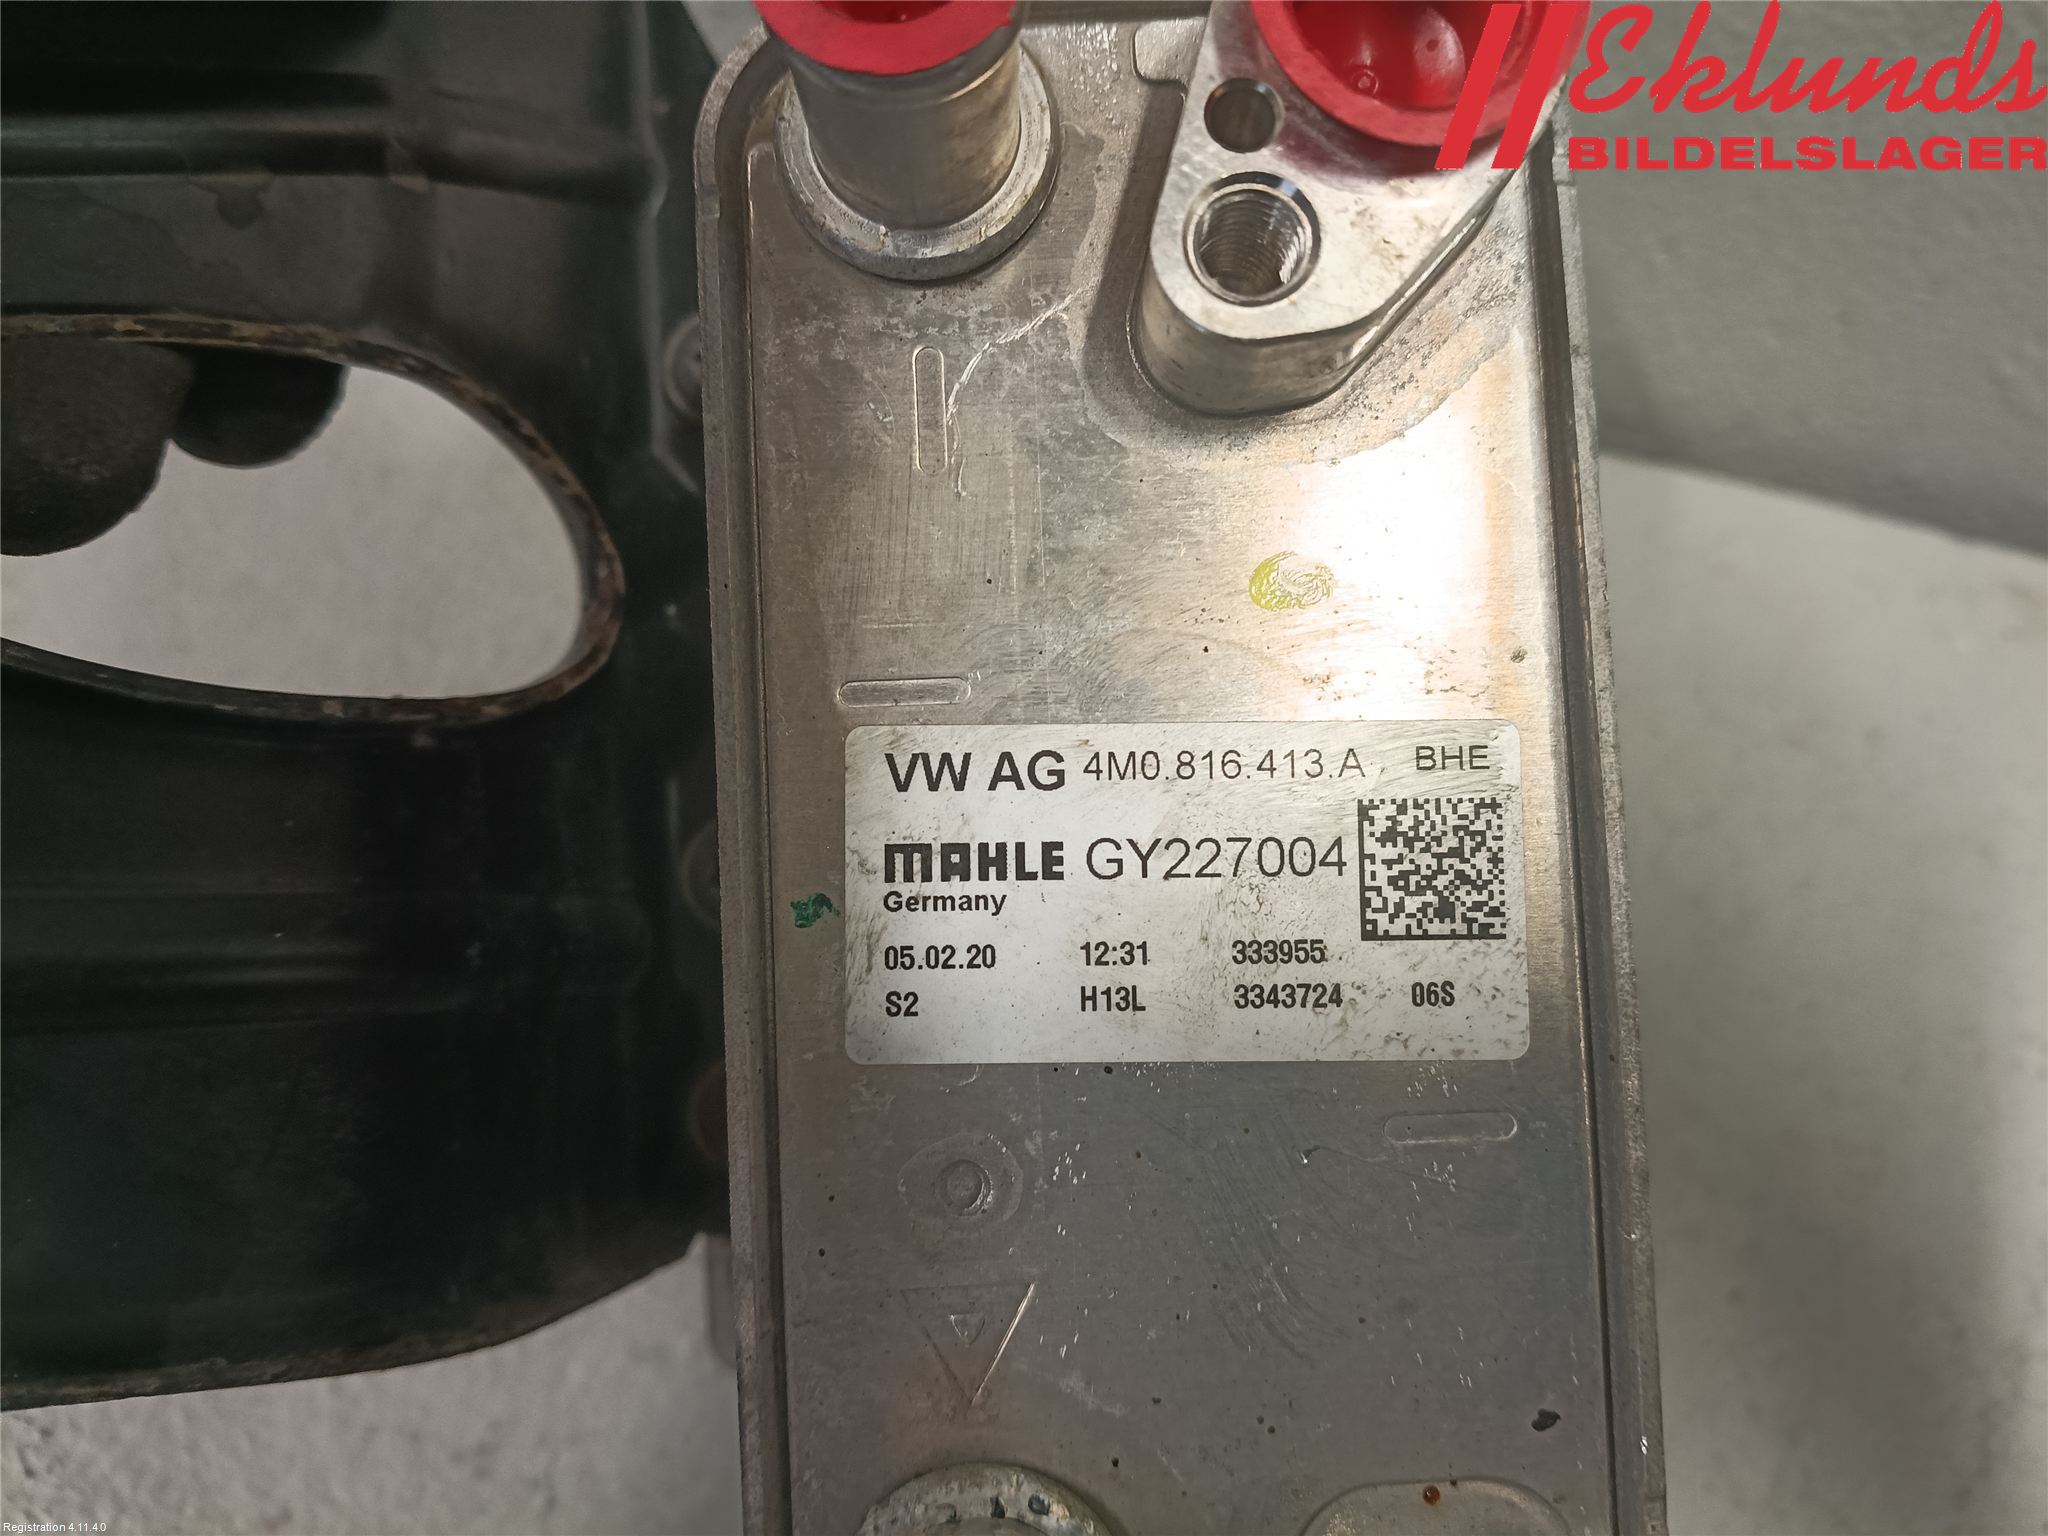 Eklunds
BILDELSLAGER
VW AG 4M0.816.413.A BHE
MAHLE GY227004
Germany
05.02.20 12:31 333955
S2 H13L 3343724 06S
Registration 4.11.4.0